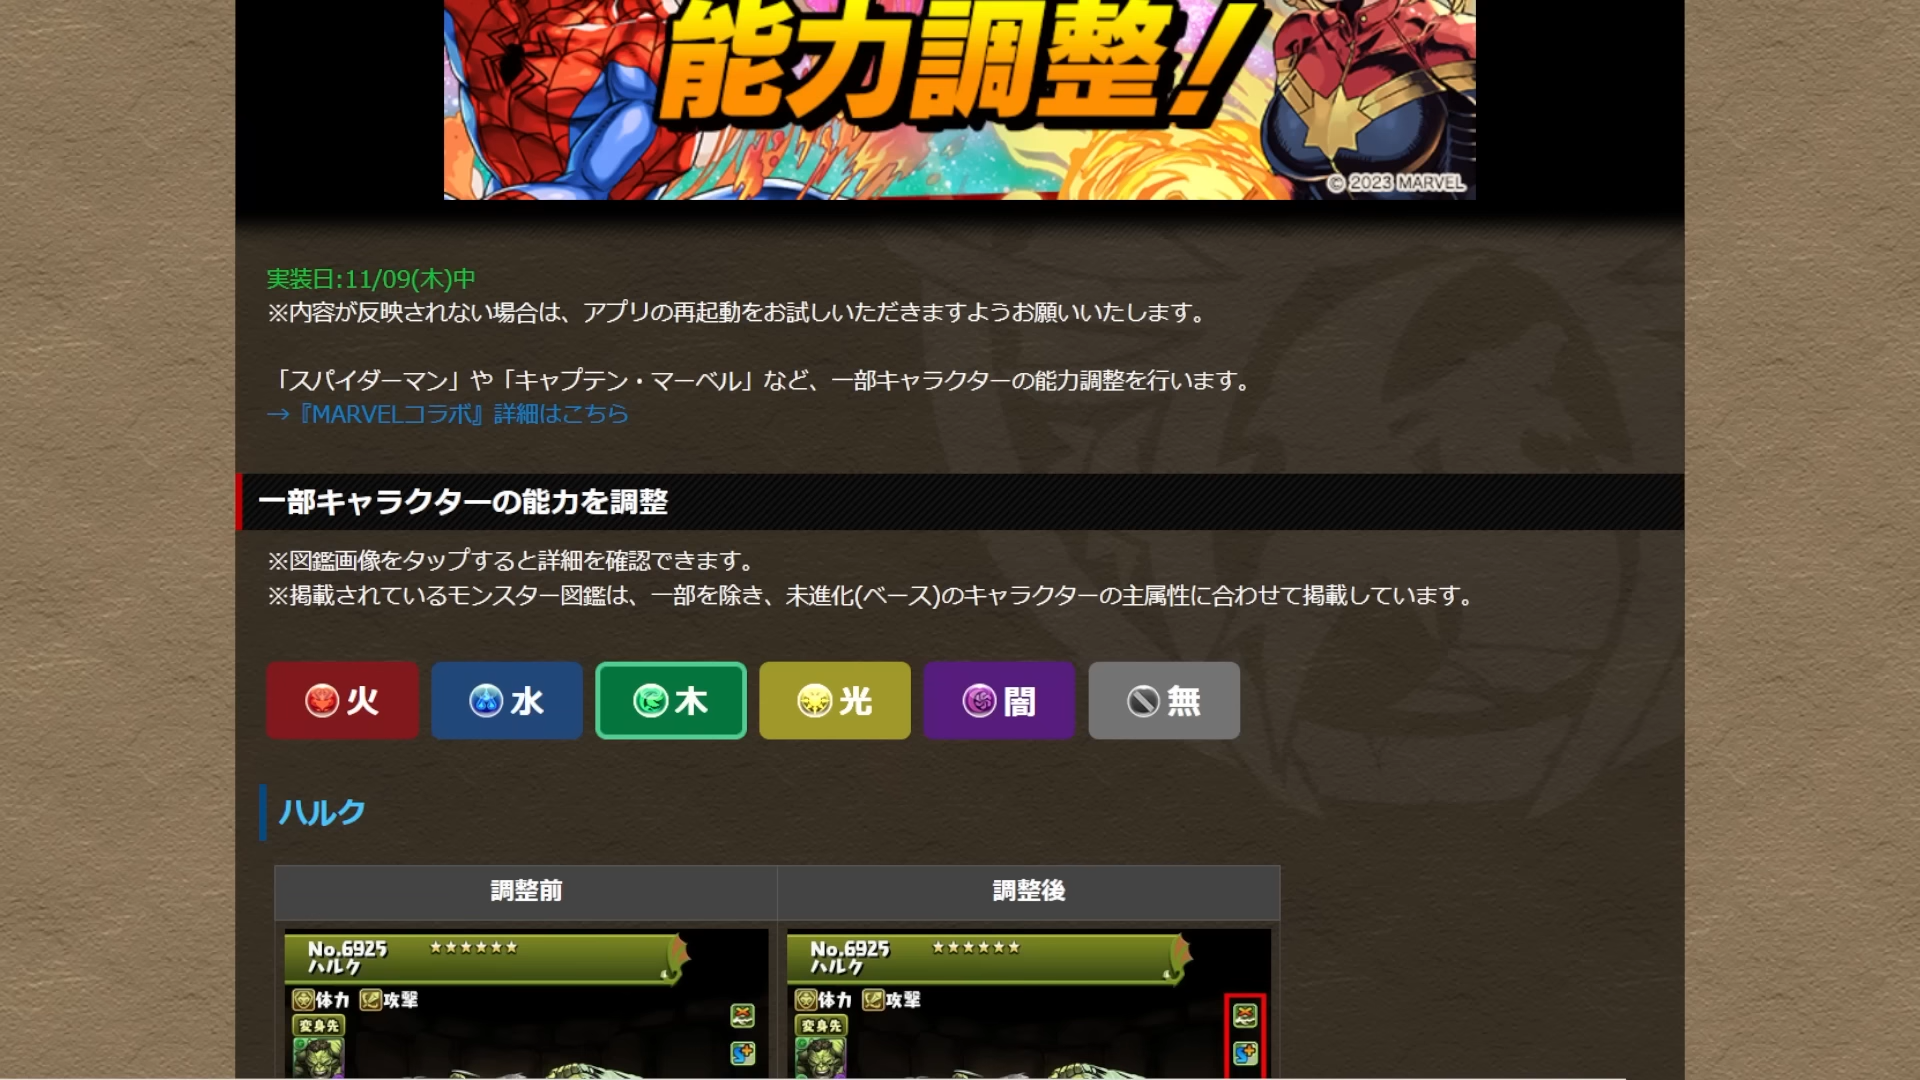 能力調整!
© 2023 MARVEL
実装日:11/09(木)中
※内容が反映されない場合は、アプリの再起動をお試しいただきますようお願いいたします。
「スパイダーマン」や「キャプテン・マーベル」など、一部キャラクターの能力調整を行います。
→『MARVELコラボ』詳細はこちら
一部キャラクターの能力を調整
※図鑑画像をタップすると詳細を確認できます。
※掲載されているモンスター図鑑は、一部を除き、未進化(ベース)のキャラクターの主属性に合わせて掲載しています。
火 水 木 光 闇 無
ハルク
調整前 調整後
No.6925 ★★★★★★ No.6925 ★★★★★★
ハルク ハルク
体力 攻撃 体力 攻撃
変身先 変身先